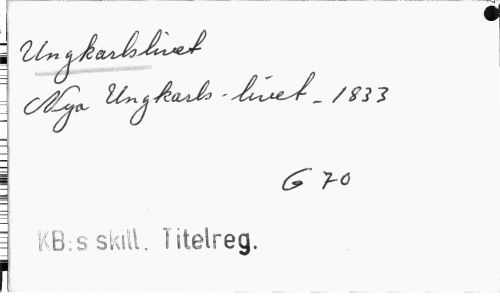 Ungkarlslivet
Nya Ungkarls-livet - 1833
G 70
KB:s skill. Titelreg.